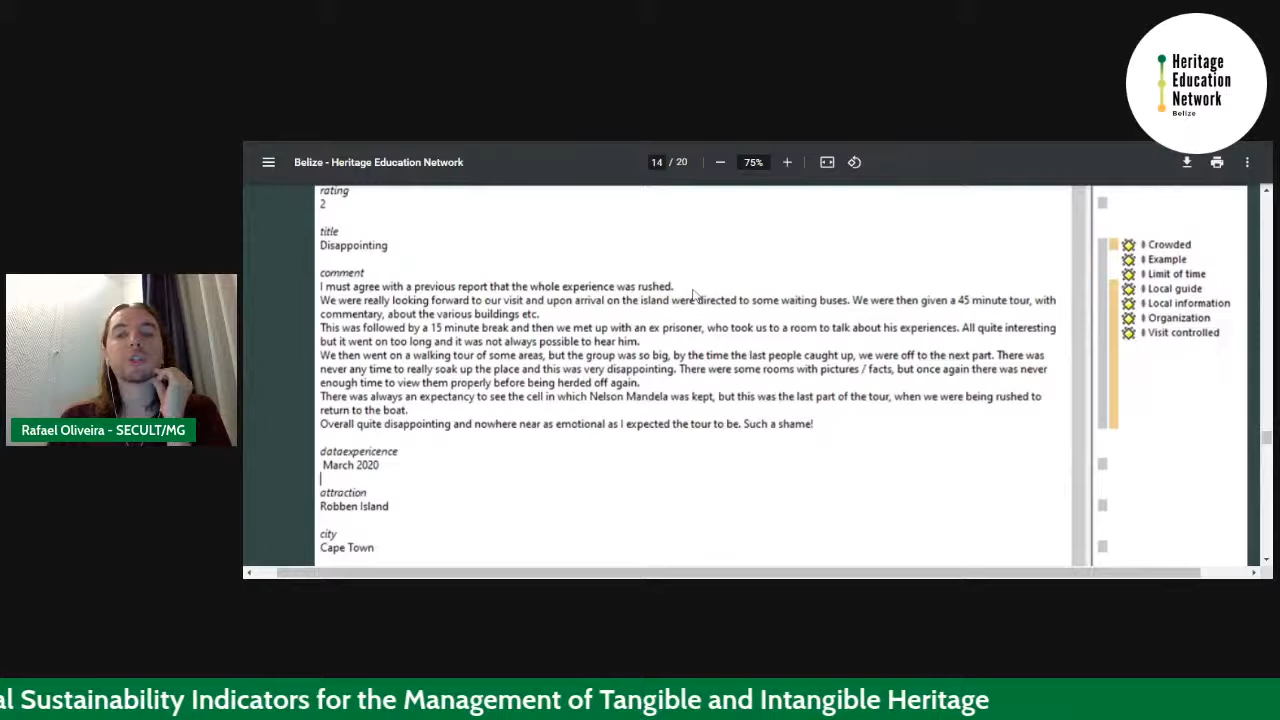 Heritage
Education
Network
Belize
Belize - Heritage Education Network
14 / 20
75%
rating
2
title
Disappointing
comment
I must agree with a previous report that the whole experience was rushed.
We were really looking forward to our visit and upon arrival on the island were directed to some waiting buses. We were then given a 45 minute tour, with
commentary, about the various buildings etc.
This was followed by a 15 minute break and then we met up with an ex prisoner, who took us to a room to talk about his experiences. All quite interesting
but it went on too long and it was not always possible to hear him.
We then went on a walking tour of some areas, but the group was so big, by the time the last people caught up, we were off to the next part. There was
never any time to really soak up the place and this was very disappointing. There were some rooms with pictures / facts, but once again there was never
enough time to view them properly before being herded off again.
There was always an expectancy to see the cell in which Nelson Mandela was kept, but this was the last part of the tour, when we were being rushed to
return to the boat.
Overall quite disappointing and nowhere near as emotional as I expected the tour to be. Such a shame!
dataexpericence
March 2020
attraction
Robben Island
city
Cape Town
Crowded
Example
Limit of time
Local guide
Local information
Organization
Visit controlled
Rafael Oliveira - SECULT/MG
al Sustainability Indicators for the Management of Tangible and Intangible Heritage